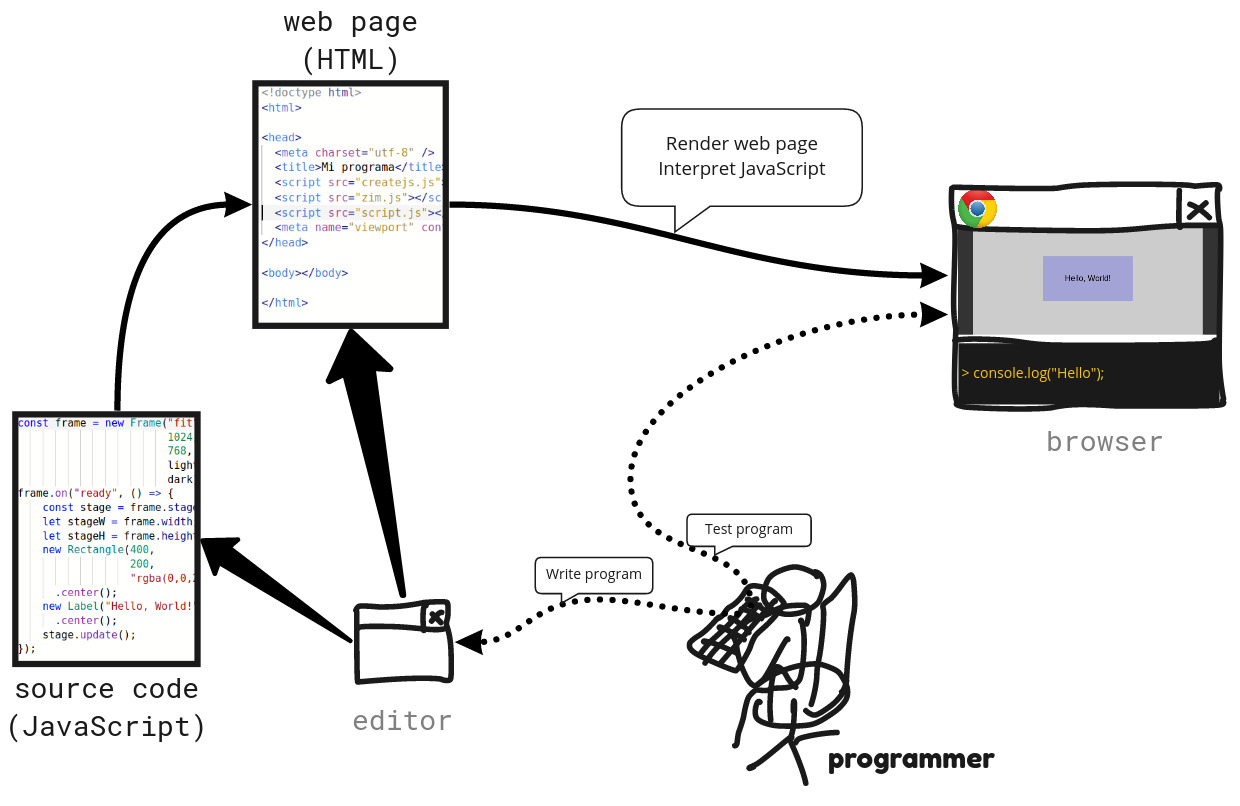 web page
(HTML)
<!doctype html>
<html>
<head>
<meta charset="utf-8" />
<title>Mi programa</title
<script src="createjs.js"
<script src="zim.js"></sc
<script src="script.js"><
<meta name="viewport" con
</head>
<body></body>
</html>
Render web page
Interpret JavaScript
Hello, World!
> console.log("Hello");
browser
const frame = new Frame("fit
1024
768,
ligh
dark
frame.on("ready", () => {
const stage = frame.stage
let stageW = frame.width
let stageH = frame.heigh
new Rectangle(400,
200,
"rgba(0,0,
.center();
new Label("Hello, World!
.center();
stage.update();
});
source code
(JavaScript)
Test program
Write program
editor
programmer